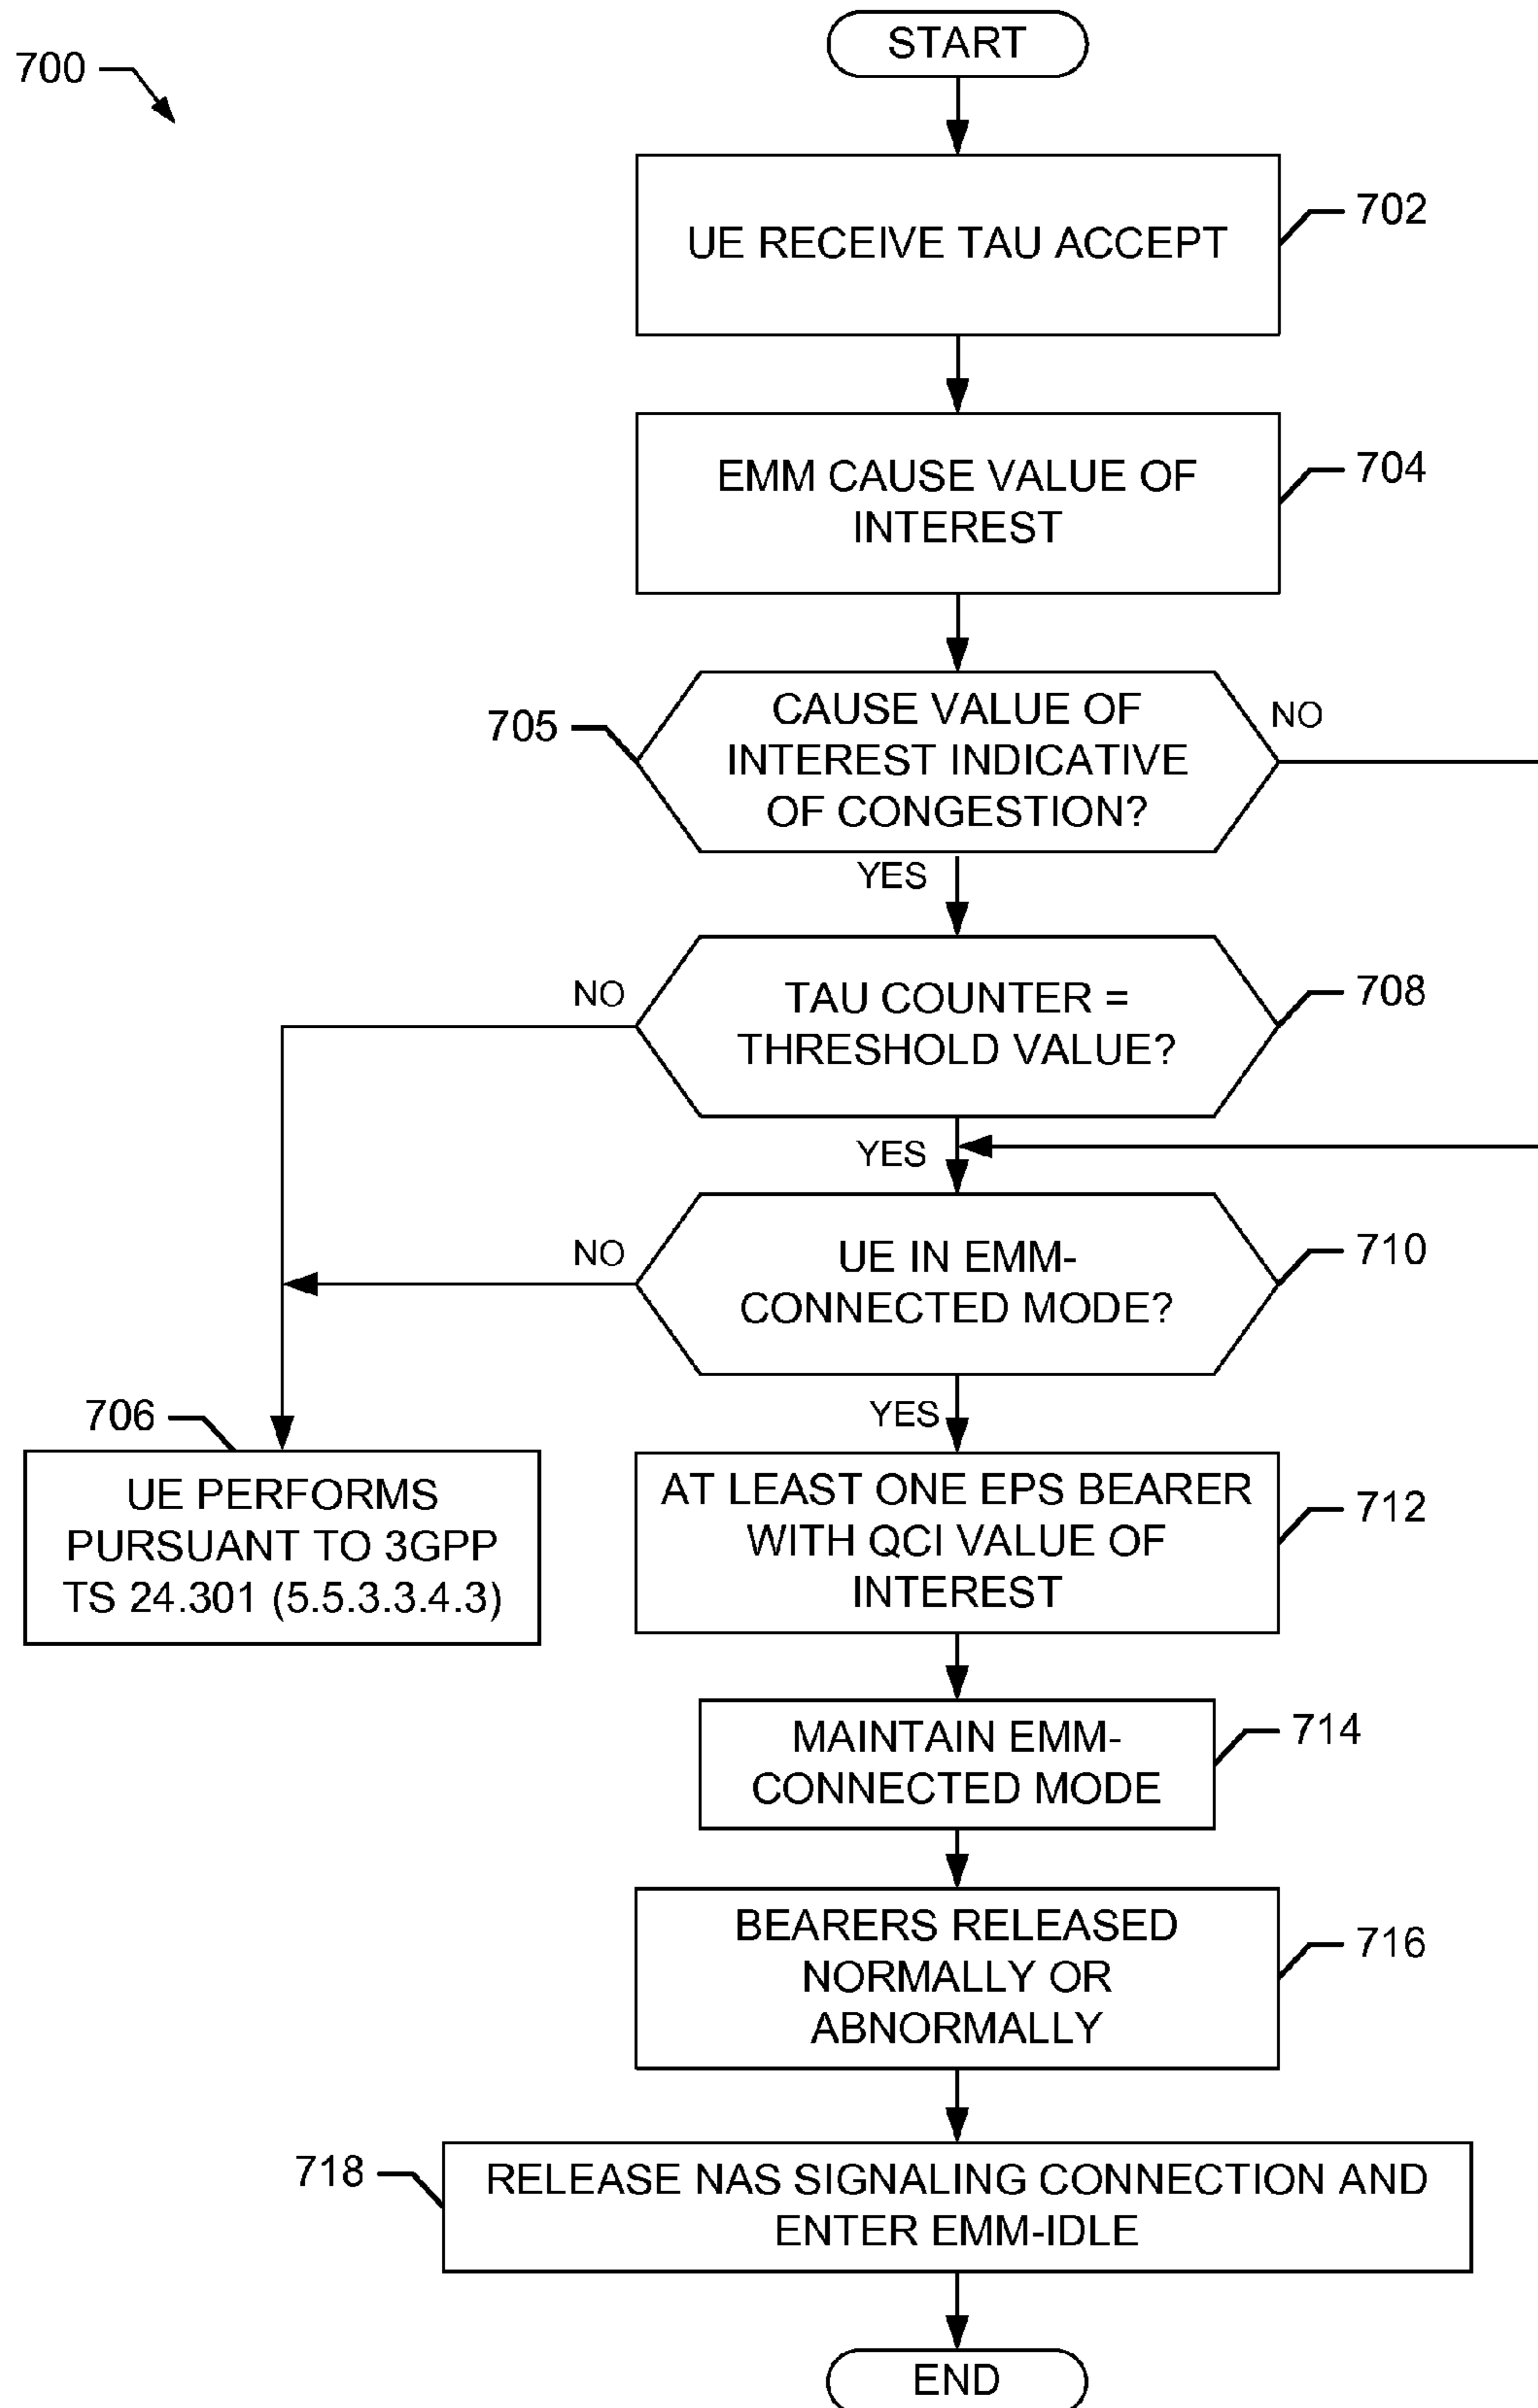 START
700
UE RECEIVE TAU ACCEPT
702
EMM CAUSE VALUE OF
INTEREST
704
CAUSE VALUE OF
INTEREST INDICATIVE
OF CONGESTION?
705
NO
YES
TAU COUNTER =
THRESHOLD VALUE?
708
NO
YES
UE IN EMM-
CONNECTED MODE?
710
NO
YES
706
UE PERFORMS
PURSUANT TO 3GPP
TS 24.301 (5.5.3.3.4.3)
AT LEAST ONE EPS BEARER
WITH QCI VALUE OF
INTEREST
712
MAINTAIN EMM-
CONNECTED MODE
714
BEARERS RELEASED
NORMALLY OR
ABNORMALLY
716
718
RELEASE NAS SIGNALING CONNECTION AND
ENTER EMM-IDLE
END